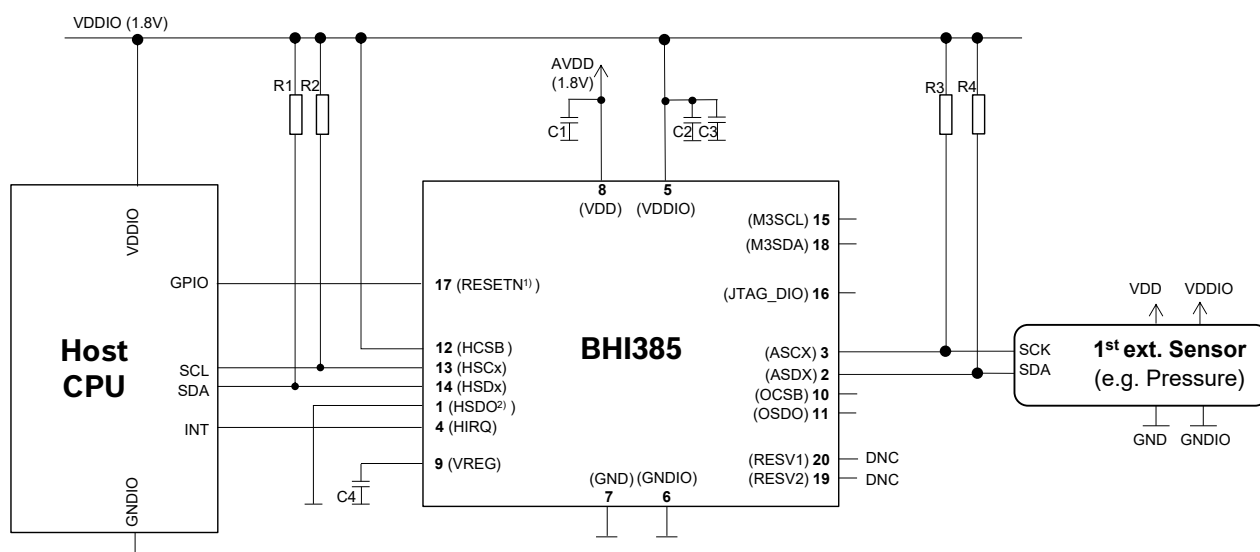 VDDIO (1.8V)
AVDD
(1.8V)
R1 R2
R3 R4
C1
C2 C3
8
(VDD)
5
(VDDIO)
VDDIO
GPIO
Host
CPU
SCL
SDA
INT
GNDIO
17 (RESETN1) )
12 (HCSB)
13 (HSCx)
14 (HSDx)
1 (HSDO2) )
4 (HIRQ)
9 (VREG)
C4
BHI385
(M3SCL) 15
(M3SDA) 18
(JTAG_DIO) 16
(ASCX) 3
(ASDX) 2
(OCSB) 10
(OSDO) 11
(RESV1) 20 DNC
(RESV2) 19 DNC
(GND) (GNDIO)
7 6
VDD VDDIO
SCK
SDA
1st ext. Sensor
(e.g. Pressure)
GND GNDIO